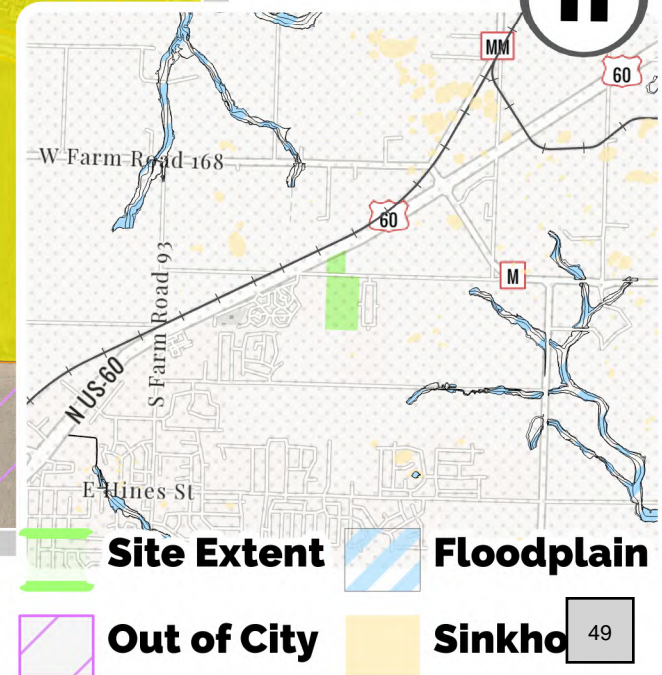 MM
60
W Farm Road 168
60
S Farm Road 93
M
N US-60
E Hines St
Site Extent
Floodplain
Out of City
Sinkho
49